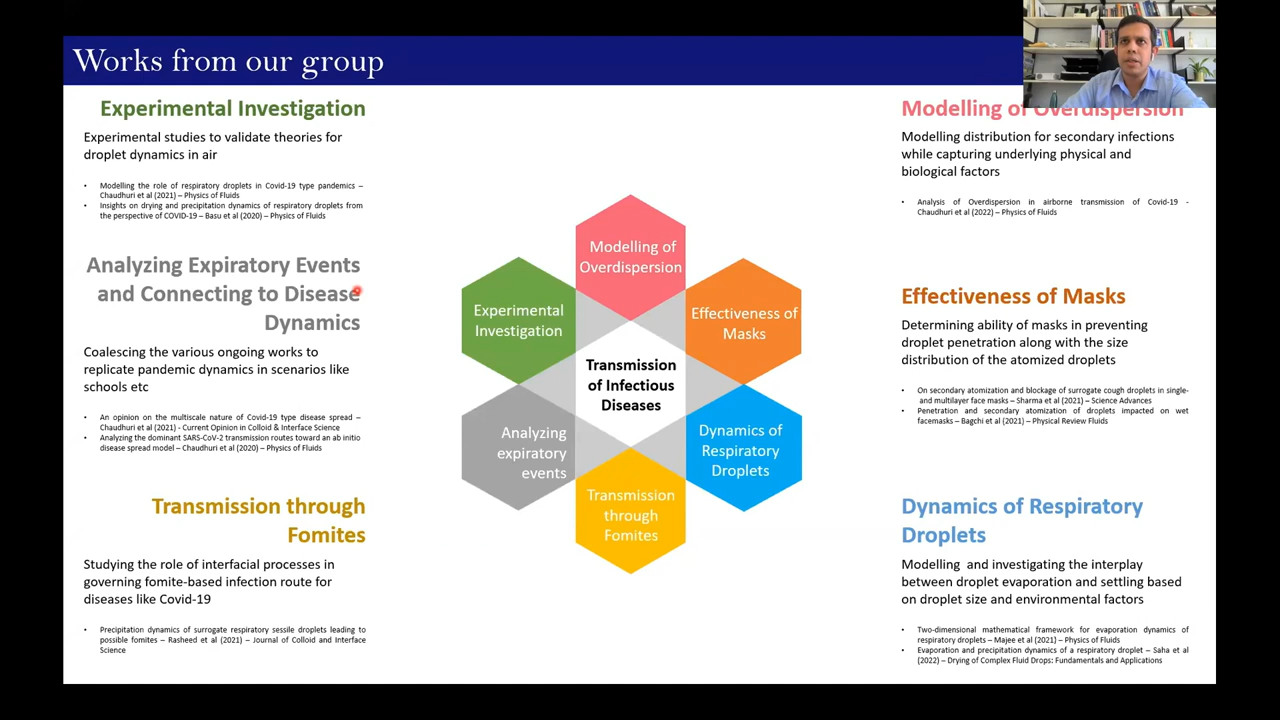 Works from our group
Experimental Investigation
Experimental studies to validate theories for
droplet dynamics in air
• Modelling the role of respiratory droplets in Covid-19 type pandemics –
Chaudhuri et al (2021) – Physics of Fluids
• Insights on drying and precipitation dynamics of respiratory droplets from
the perspective of COVID-19 – Basu et al (2020) – Physics of Fluids
Analyzing Expiratory Events
and Connecting to Disease
Dynamics
Coalescing the various ongoing works to
replicate pandemic dynamics in scenarios like
schools etc
• An opinion on the multiscale nature of Covid-19 type disease spread –
Chaudhuri et al (2021) - Current Opinion in Colloid & Interface Science
• Analyzing the dominant SARS-CoV-2 transmission routes toward an ab initio
disease spread model – Chaudhuri et al (2020) – Physics of Fluids
Transmission through
Fomites
Studying the role of interfacial processes in
governing fomite-based infection route for
diseases like Covid-19
• Precipitation dynamics of surrogate respiratory sessile droplets leading to
possible fomites – Rasheed et al (2021) – Journal of Colloid and Interface
Science
Modelling of
Overdispersion
Experimental
Investigation
Effectiveness of
Masks
Transmission
of Infectious
Diseases
Analyzing
expiratory
events
Dynamics of
Respiratory
Droplets
Transmission
through
Fomites
Modelling of Overdispersion
Modelling distribution for secondary infections
while capturing underlying physical and
biological factors
• Analysis of Overdispersion in airborne transmission of Covid-19 -
Chaudhuri et al (2022) – Physics of Fluids
Effectiveness of Masks
Determining ability of masks in preventing
droplet penetration along with the size
distribution of the atomized droplets
• On secondary atomization and blockage of surrogate cough droplets in single-
and multilayer face masks – Sharma et al (2021) – Science Advances
• Penetration and secondary atomization of droplets impacted on wet
facemasks – Bagchi et al (2021) – Physical Review Fluids
Dynamics of Respiratory
Droplets
Modelling and investigating the interplay
between droplet evaporation and settling based
on droplet size and environmental factors
• Two-dimensional mathematical framework for evaporation dynamics of
respiratory droplets – Majee et al (2021) – Physics of Fluids
• Evaporation and precipitation dynamics of a respiratory droplet – Saha et al
(2022) – Drying of Complex Fluid Drops: Fundamentals and Applications